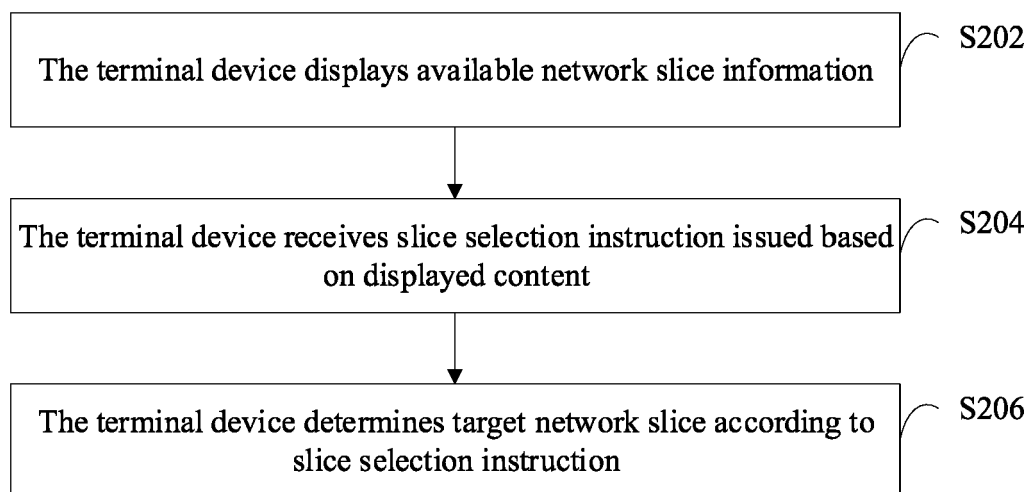 The terminal device displays available network slice information
S202
The terminal device receives slice selection instruction issued based
on displayed content
S204
The terminal device determines target network slice according to
slice selection instruction
S206